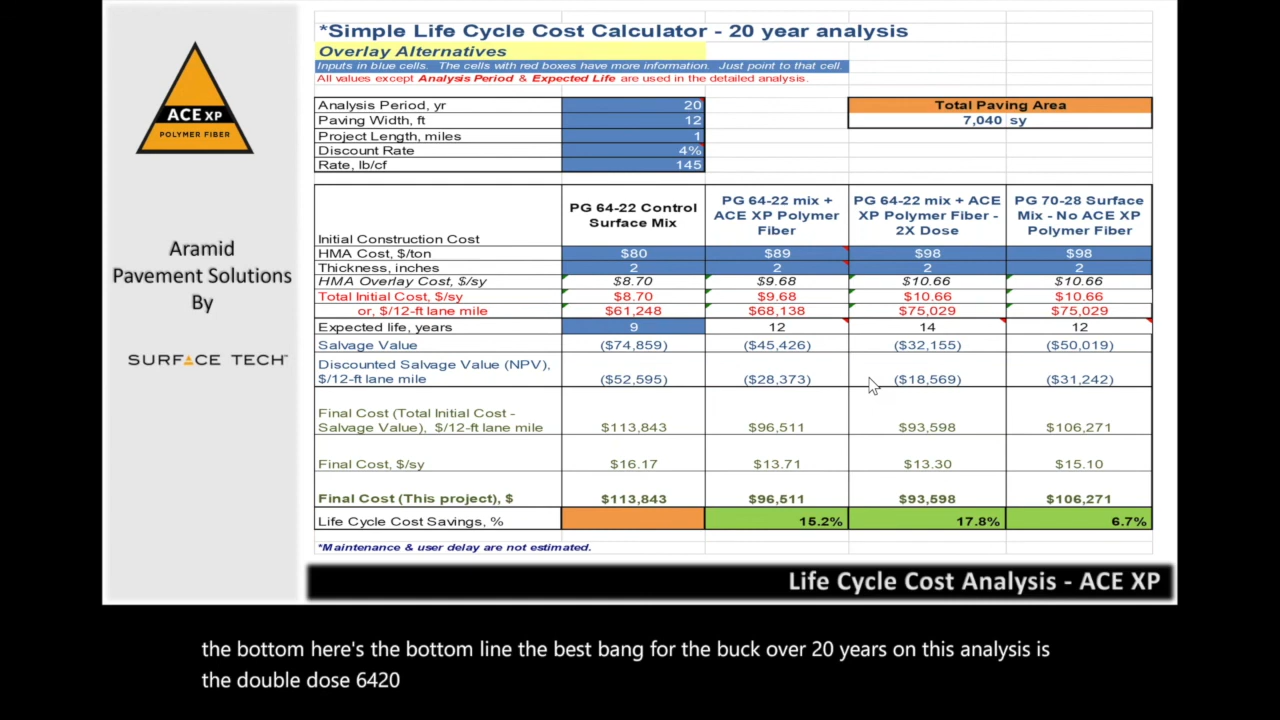 *Simple Life Cycle Cost Calculator - 20 year analysis
Overlay Alternatives
Inputs in blue cells. The cells with red boxes have more information. Just point to that cell.
All values except Analysis Period & Expected Life are used in the detailed analysis.
ACE XP
POLYMER FIBER
Aramid
Pavement Solutions
By
SURFACE TECH
Analysis Period, yr 20
Paving Width, ft 12
Project Length, miles 1
Discount Rate 4%
Rate, lb/cf 145
Total Paving Area
7,040 sy
Initial Construction Cost
PG 64-22 Control
Surface Mix
PG 64-22 mix +
ACE XP Polymer
Fiber
PG 64-22 mix + ACE
XP Polymer Fiber -
2X Dose
PG 70-28 Surface
Mix - No ACE XP
Polymer Fiber
HMA Cost, $/ton $80 $89 $98 $98
Thickness, inches 2 2 2 2
HMA Overlay Cost, $/sy $8.70 $9.68 $10.66 $10.66
Total Initial Cost, $/sy $8.70 $9.68 $10.66 $10.66
or, $/12-ft lane mile $61,248 $68,138 $75,029 $75,029
Expected life, years 9 12 14 12
Salvage Value ($74,859) ($45,426) ($32,155) ($50,019)
Discounted Salvage Value (NPV),
$/12-ft lane mile ($52,595) ($28,373) ($18,569) ($31,242)
Final Cost (Total Initial Cost -
Salvage Value), $/12-ft lane mile $113,843 $96,511 $93,598 $106,271
Final Cost, $/sy $16.17 $13.71 $13.30 $15.10
Final Cost (This project), $ $113,843 $96,511 $93,598 $106,271
Life Cycle Cost Savings, % 15.2% 17.8% 6.7%
*Maintenance & user delay are not estimated.
Life Cycle Cost Analysis - ACE XP
the bottom here's the bottom line the best bang for the buck over 20 years on this analysis is
the double dose 6420